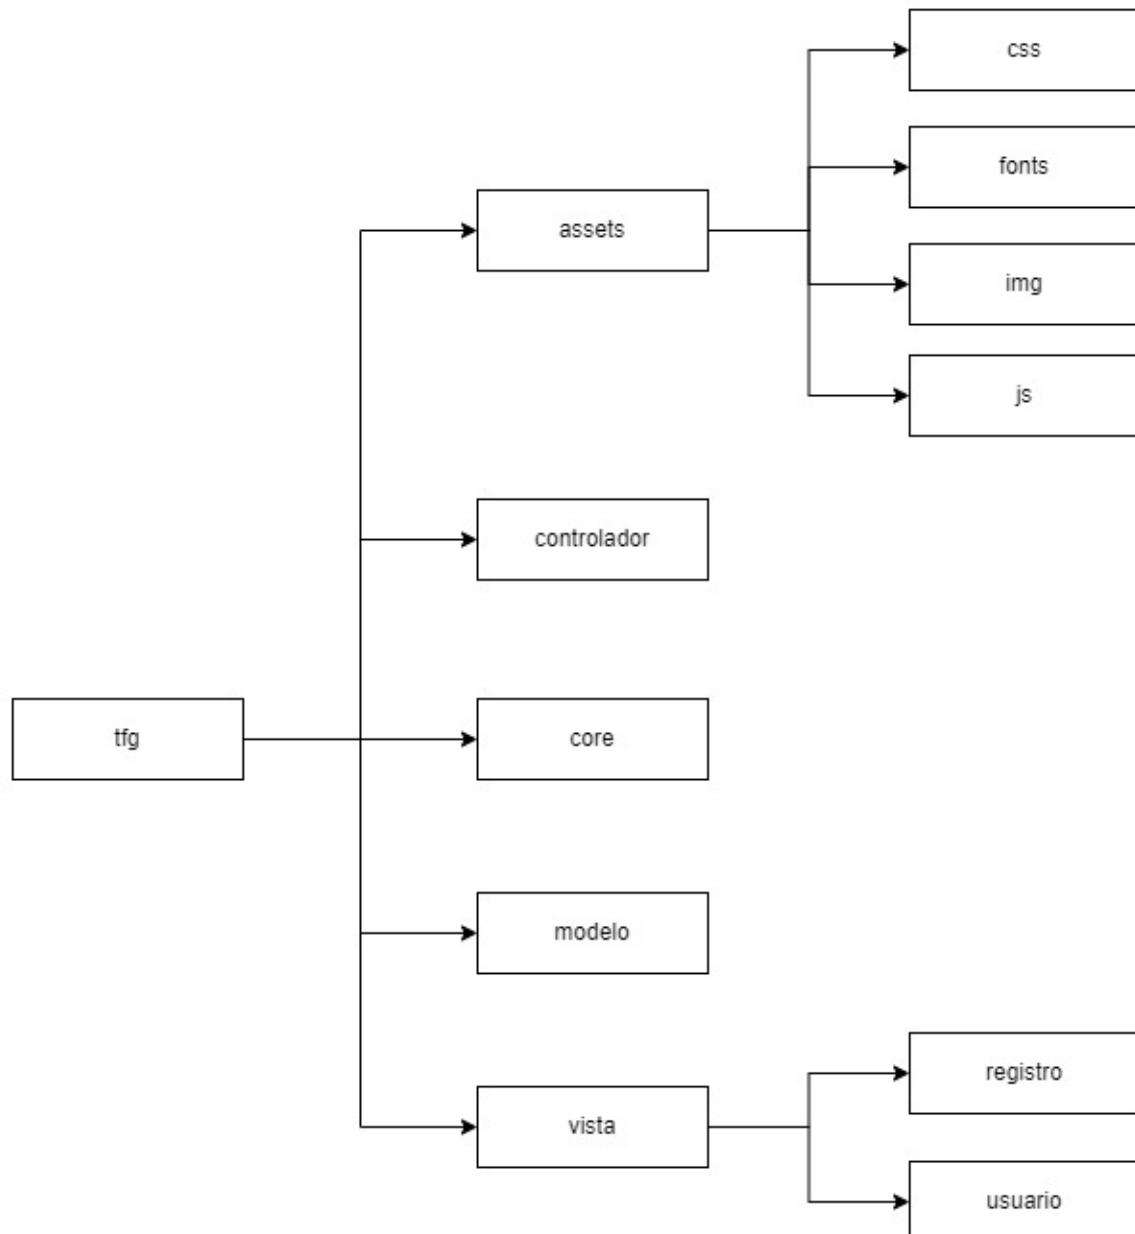 css
fonts
assets
img
js
controlador
tfg
core
modelo
registro
vista
usuario